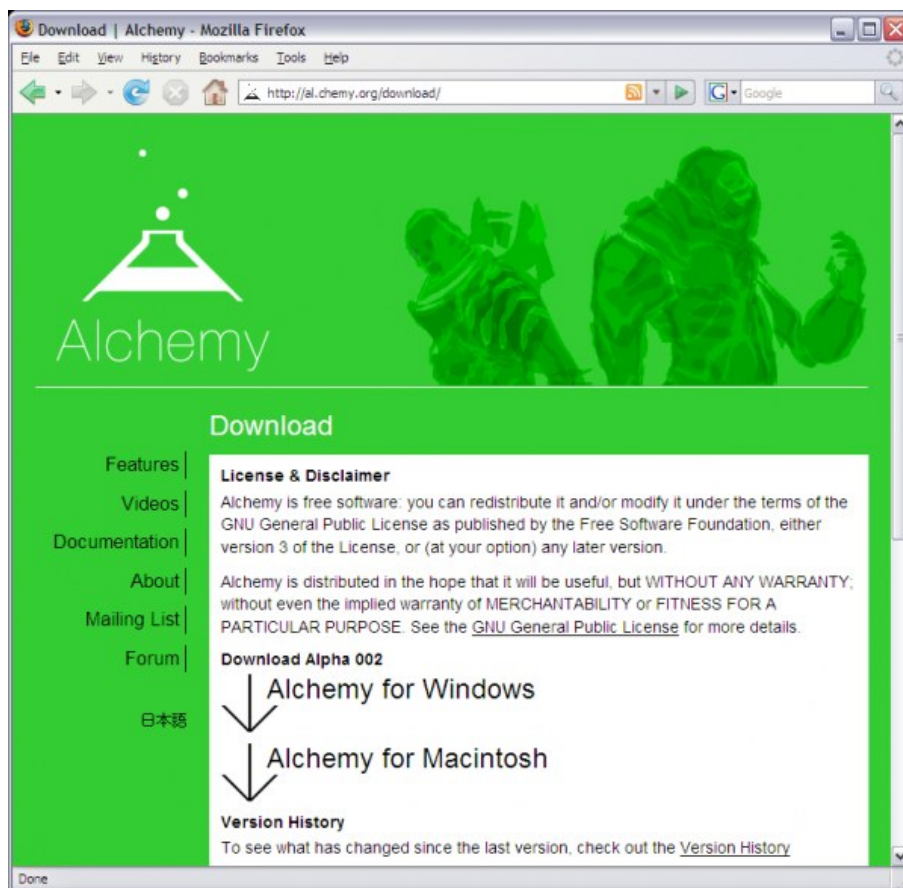 Download | Alchemy - Mozilla Firefox
File Edit View History Bookmarks Tools Help
http://al.chemy.org/download/
G Google
Alchemy
Download
Features
Videos
Documentation
About
Mailing List
Forum
日本語
License & Disclaimer
Alchemy is free software: you can redistribute it and/or modify it under the terms of the
GNU General Public License as published by the Free Software Foundation, either
version 3 of the License, or (at your option) any later version.
Alchemy is distributed in the hope that it will be useful, but WITHOUT ANY WARRANTY;
without even the implied warranty of MERCHANTABILITY or FITNESS FOR A
PARTICULAR PURPOSE. See the GNU General Public License for more details.
Download Alpha 002
Alchemy for Windows
Alchemy for Macintosh
Version History
To see what has changed since the last version, check out the Version History
Done